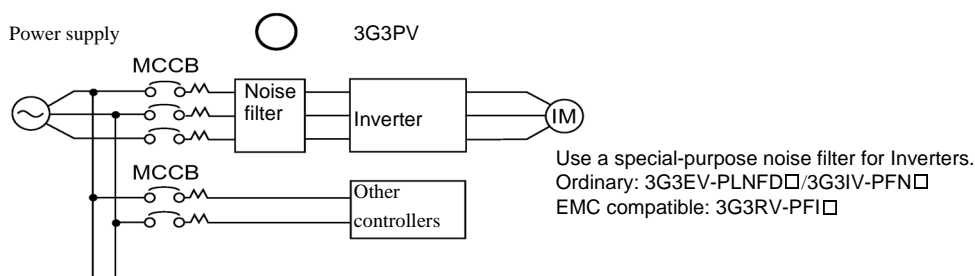 Power supply
3G3PV
MCCB
Noise
filter
Inverter
IM
Use a special-purpose noise filter for Inverters.
Ordinary: 3G3EV-PLNFD□/3G3IV-PFN□
EMC compatible: 3G3RV-PFI□
MCCB
Other
controllers